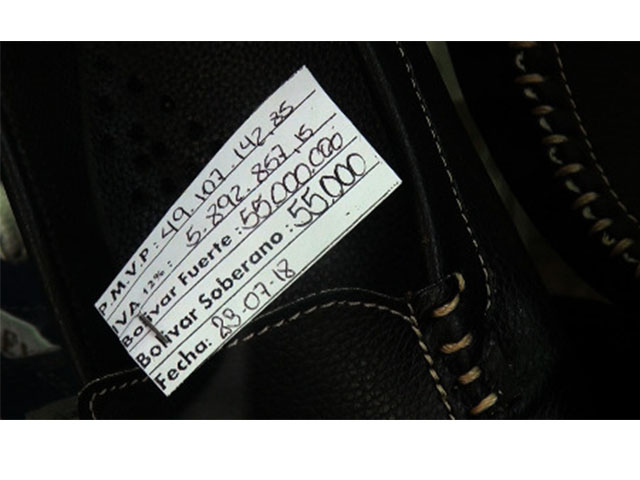 P.M.V.P: 49.107.142,85
IVA 12%: 5.892.857,15
Bolivar Fuerte: 55.000.000
Bolivar Soberano: 55.000
Fecha: 23-07-18